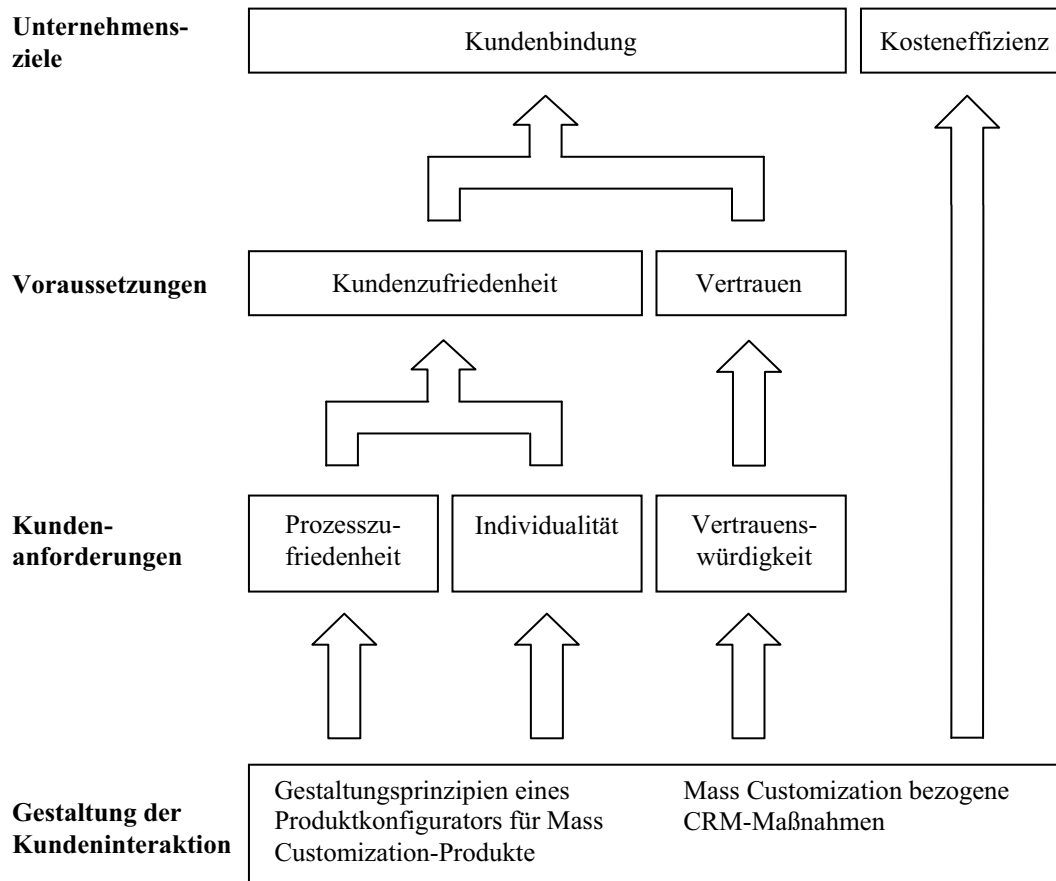 Unternehmens-
ziele
Kundenbindung
Kosteneffizienz
Voraussetzungen
Kundenzufriedenheit
Vertrauen
Kunden-
anforderungen
Prozesszu-
friedenheit
Individualität
Vertrauens-
würdigkeit
Gestaltung der
Kundeninteraktion
Gestaltungsprinzipien eines
Produktkonfigurators für Mass
Customization-Produkte
Mass Customization bezogene
CRM-Maßnahmen